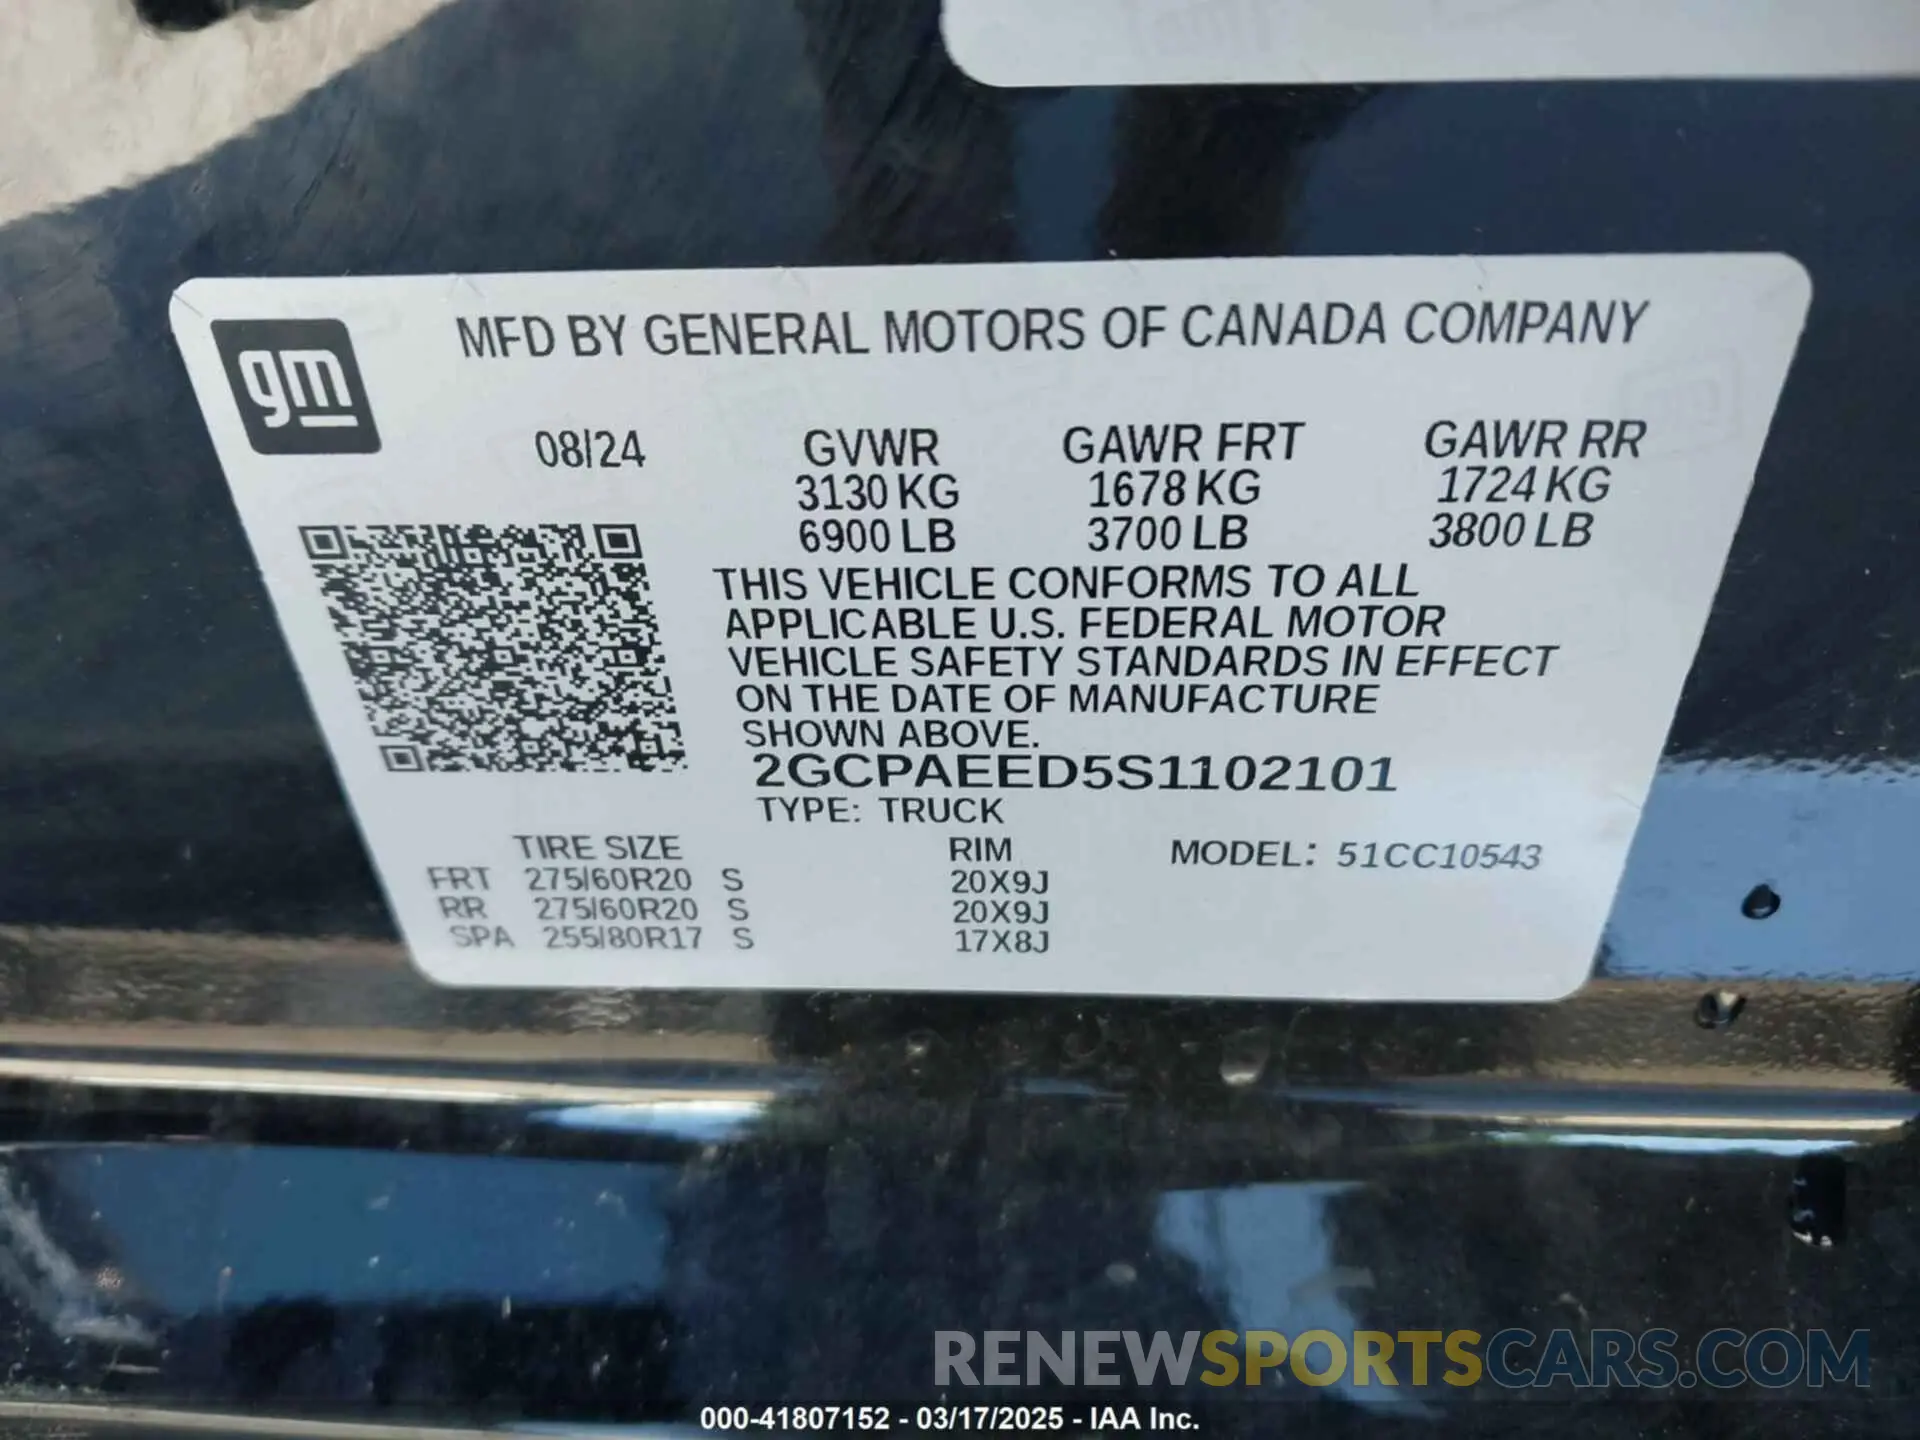 gm
MFD BY GENERAL MOTORS OF CANADA COMPANY
08/24 GVWR GAWR FRT GAWR RR
3130 KG 1678 KG 1724 KG
6900 LB 3700 LB 3800 LB
THIS VEHICLE CONFORMS TO ALL
APPLICABLE U.S. FEDERAL MOTOR
VEHICLE SAFETY STANDARDS IN EFFECT
ON THE DATE OF MANUFACTURE
SHOWN ABOVE.
2GCPAEED5S1102101
TYPE: TRUCK
TIRE SIZE RIM MODEL: 51CC10543
FRT 275/60R20 S 20X9J
RR 275/60R20 S 20X9J
SPA 255/80R17 S 17X8J
RENEWSPORTSCARS.COM
000-41807152 - 03/17/2025 - IAA Inc.